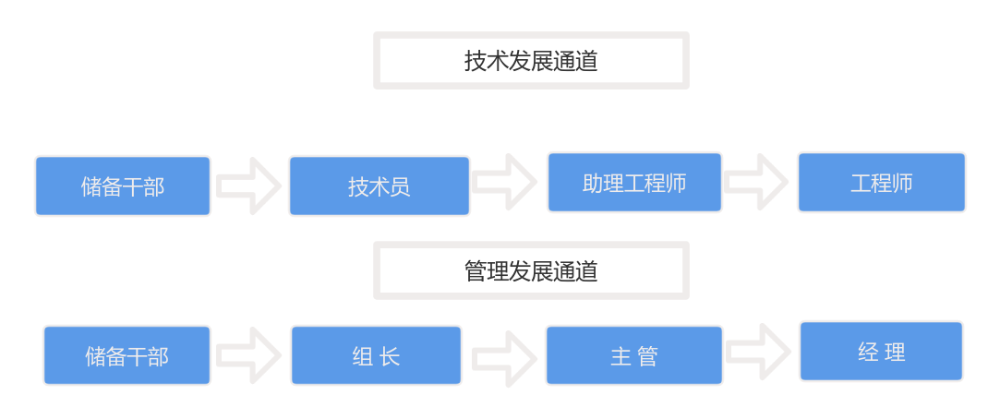 技术发展通道
储备干部 技术员 助理工程师 工程师
管理发展通道
储备干部 组 长 主 管 经 理